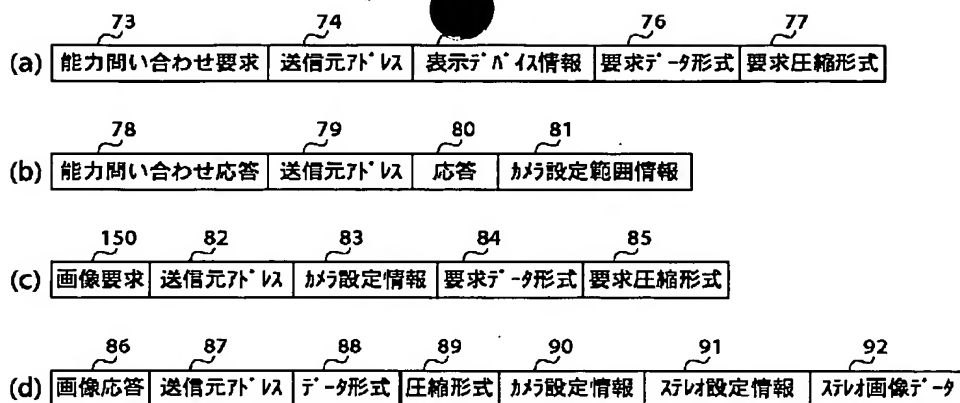 73 74 76 77
(a) 能力問い合わせ要求 送信元アドレス 表示デバイス情報 要求データ形式 要求圧縮形式
78 79 80 81
(b) 能力問い合わせ応答 送信元アドレス 応答 カメラ設定範囲情報
150 82 83 84 85
(c) 画像要求 送信元アドレス カメラ設定情報 要求データ形式 要求圧縮形式
86 87 88 89 90 91 92
(d) 画像応答 送信元アドレス データ形式 圧縮形式 カメラ設定情報 ステレオ設定情報 ステレオ画像データ